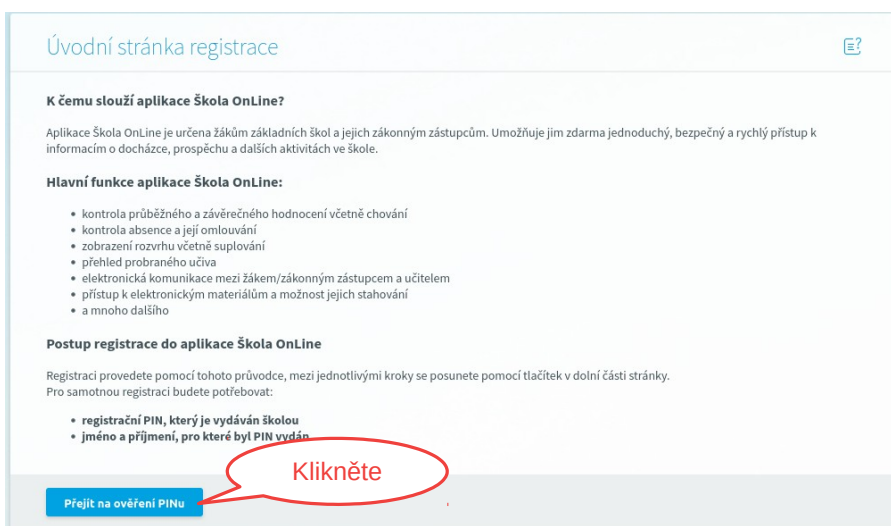 Úvodní stránka registrace
K čemu slouží aplikace Škola OnLine?
Aplikace Škola OnLine je určena žákům základních škol a jejich zákonným zástupcům. Umožňuje jim zdarma jednoduchý, bezpečný a rychlý přístup k
informacím o docházce, prospěchu a dalších aktivitách ve škole.
Hlavní funkce aplikace Škola OnLine:
• kontrola průběžného a závěrečného hodnocení včetně chování
• kontrola absence a její omlouvání
• zobrazení rozvrhu včetně suplování
• přehled probraného učiva
• elektronická komunikace mezi žákem/zákonným zástupcem a učitelem
• přístup k elektronickým materiálům a možnost jejich stahování
• a mnoho dalšího
Postup registrace do aplikace Škola OnLine
Registraci provedete pomocí tohoto průvodce, mezi jednotlivými kroky se posunete pomocí tlačítek v dolní části stránky.
Pro samotnou registraci budete potřebovat:
• registrační PIN, který je vydáván školou
• jméno a příjmení, pro které byl PIN vydán
Klikněte
Přejít na ověření PINu